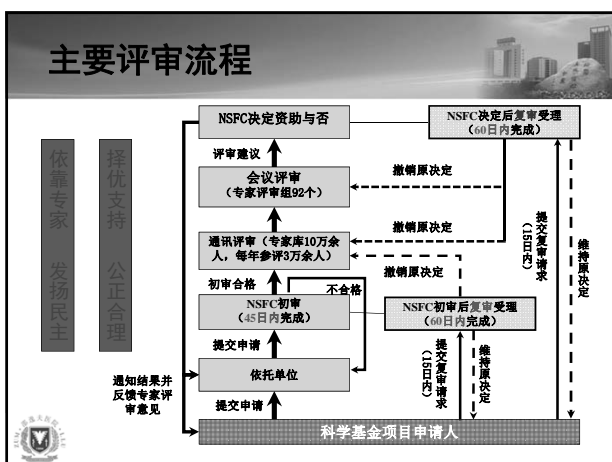 主要评审流程
依靠专家 发扬民主
择优支持 公正合理
NSFC决定资助与否
NSFC决定后复审受理
（60日内完成）
评审建议
会议评审
（专家评审组92个）
撤销原决定
撤销原决定
通讯评审（专家库10万余
人，每年参评3万余人）
撤销原决定
初审合格
不合格
NSFC初审
（45日内完成）
NSFC初审后复审受理
（60日内完成）
提交复审请求
（15日内）
维持原决定
提交申请
提交复审请求
（15日内）
维持原决定
依托单位
通知结果并
反馈专家评
审意见
提交申请
科学基金项目申请人